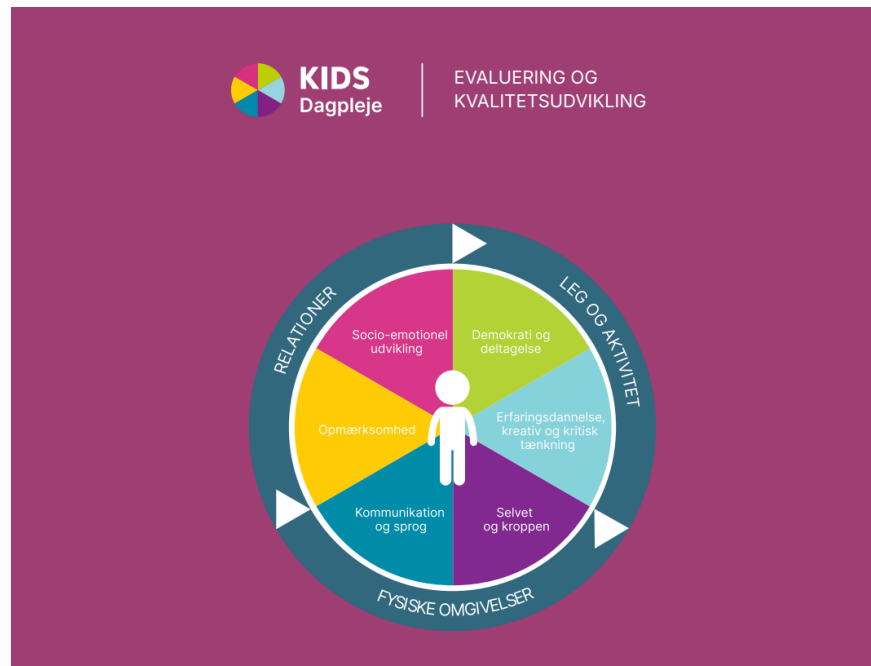 KIDS
Dagpleje
EVALUERING OG
KVALITETSUDVIKLING
RELATIONER
LEG OG AKTIVITET
Socio-emotionel
udvikling
Demokrati og
deltagelse
Opmærksomhed
Erfaringsdannelse,
kreativ og kritisk
tænkning
Kommunikation
og sprog
Selvet
og kroppen
FYSISKE OMGIVELSER